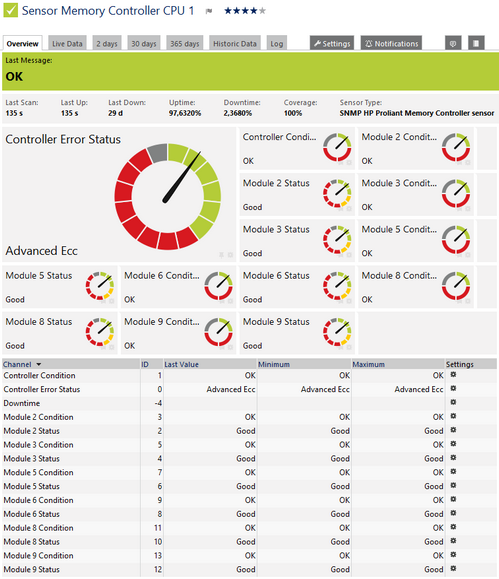 Sensor Memory Controller CPU 1
Overview Live Data 2 days 30 days 365 days Historic Data Log Settings Notifications
Last Message:
OK
Last Scan: Last Up: Last Down: Uptime: Downtime: Coverage: Sensor Type:
135 s 135 s 29 d 97,6320% 2,3680% 100% SNMP HP Proliant Memory Controller sensor
Controller Error Status
Advanced Ecc
Controller Condi...
OK
Module 2 Condit...
OK
Module 2 Status
Good
Module 3 Condit...
OK
Module 3 Status
Good
Module 5 Condit...
OK
Module 5 Status
Good
Module 6 Condit...
OK
Module 6 Status
Good
Module 8 Condit...
OK
Module 8 Status
Good
Module 9 Condit...
OK
Module 9 Status
Good
Channel ID Last Value Minimum Maximum Settings
Controller Condition 1 OK OK OK
Controller Error Status 0 Advanced Ecc Advanced Ecc Advanced Ecc
Downtime -4
Module 2 Condition 3 OK OK OK
Module 2 Status 2 Good Good Good
Module 3 Condition 5 OK OK OK
Module 3 Status 4 Good Good Good
Module 5 Condition 7 OK OK OK
Module 5 Status 6 Good Good Good
Module 6 Condition 9 OK OK OK
Module 6 Status 8 Good Good Good
Module 8 Condition 11 OK OK OK
Module 8 Status 10 Good Good Good
Module 9 Condition 13 OK OK OK
Module 9 Status 12 Good Good Good